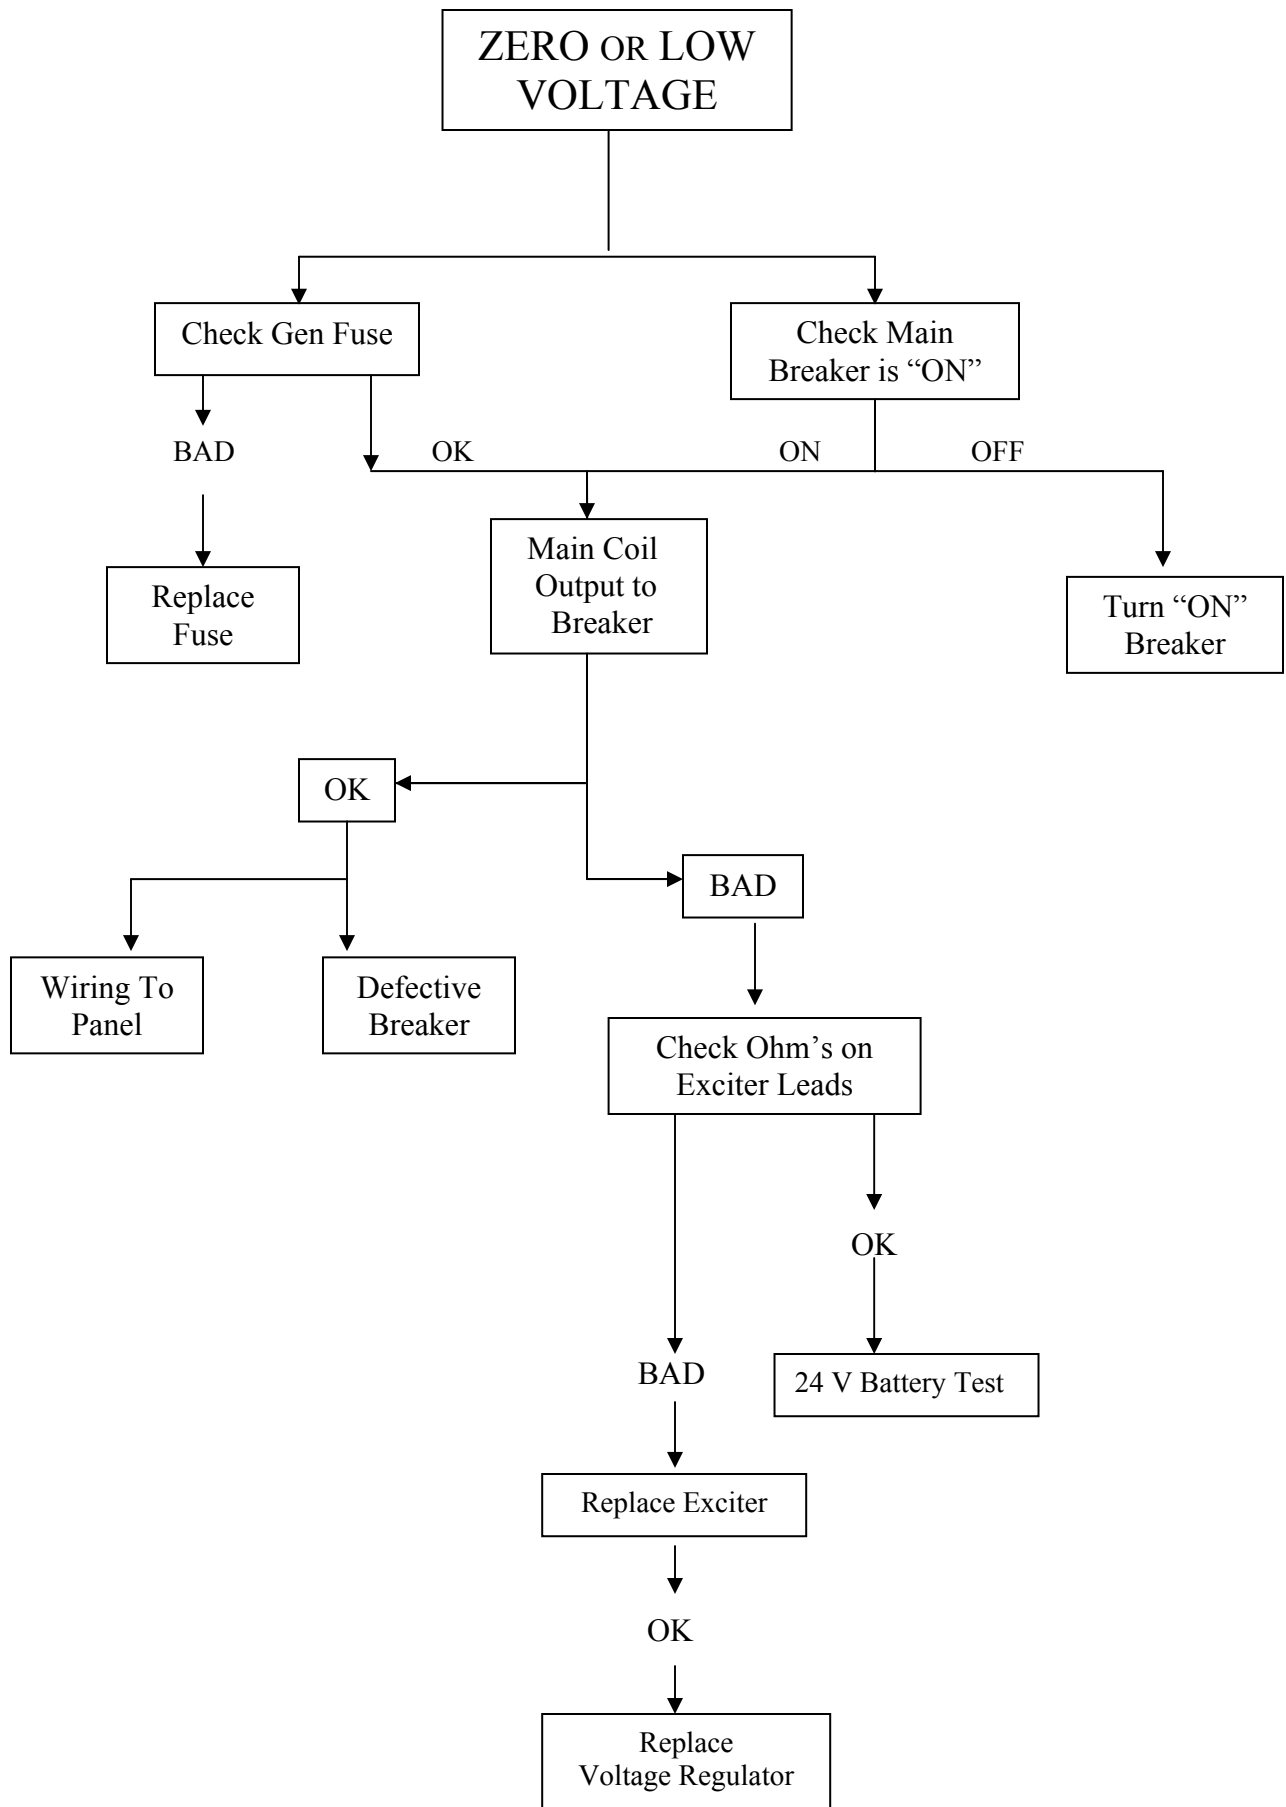 ZERO OR LOW
VOLTAGE
Check Gen Fuse
Check Main
Breaker is “ON”
BAD
OK
ON
OFF
Main Coil
Output to
Breaker
Replace
Fuse
Turn “ON”
Breaker
OK
BAD
Wiring To
Panel
Defective
Breaker
Check Ohm’s on
Exciter Leads
OK
BAD
24 V Battery Test
Replace Exciter
OK
Replace
Voltage Regulator